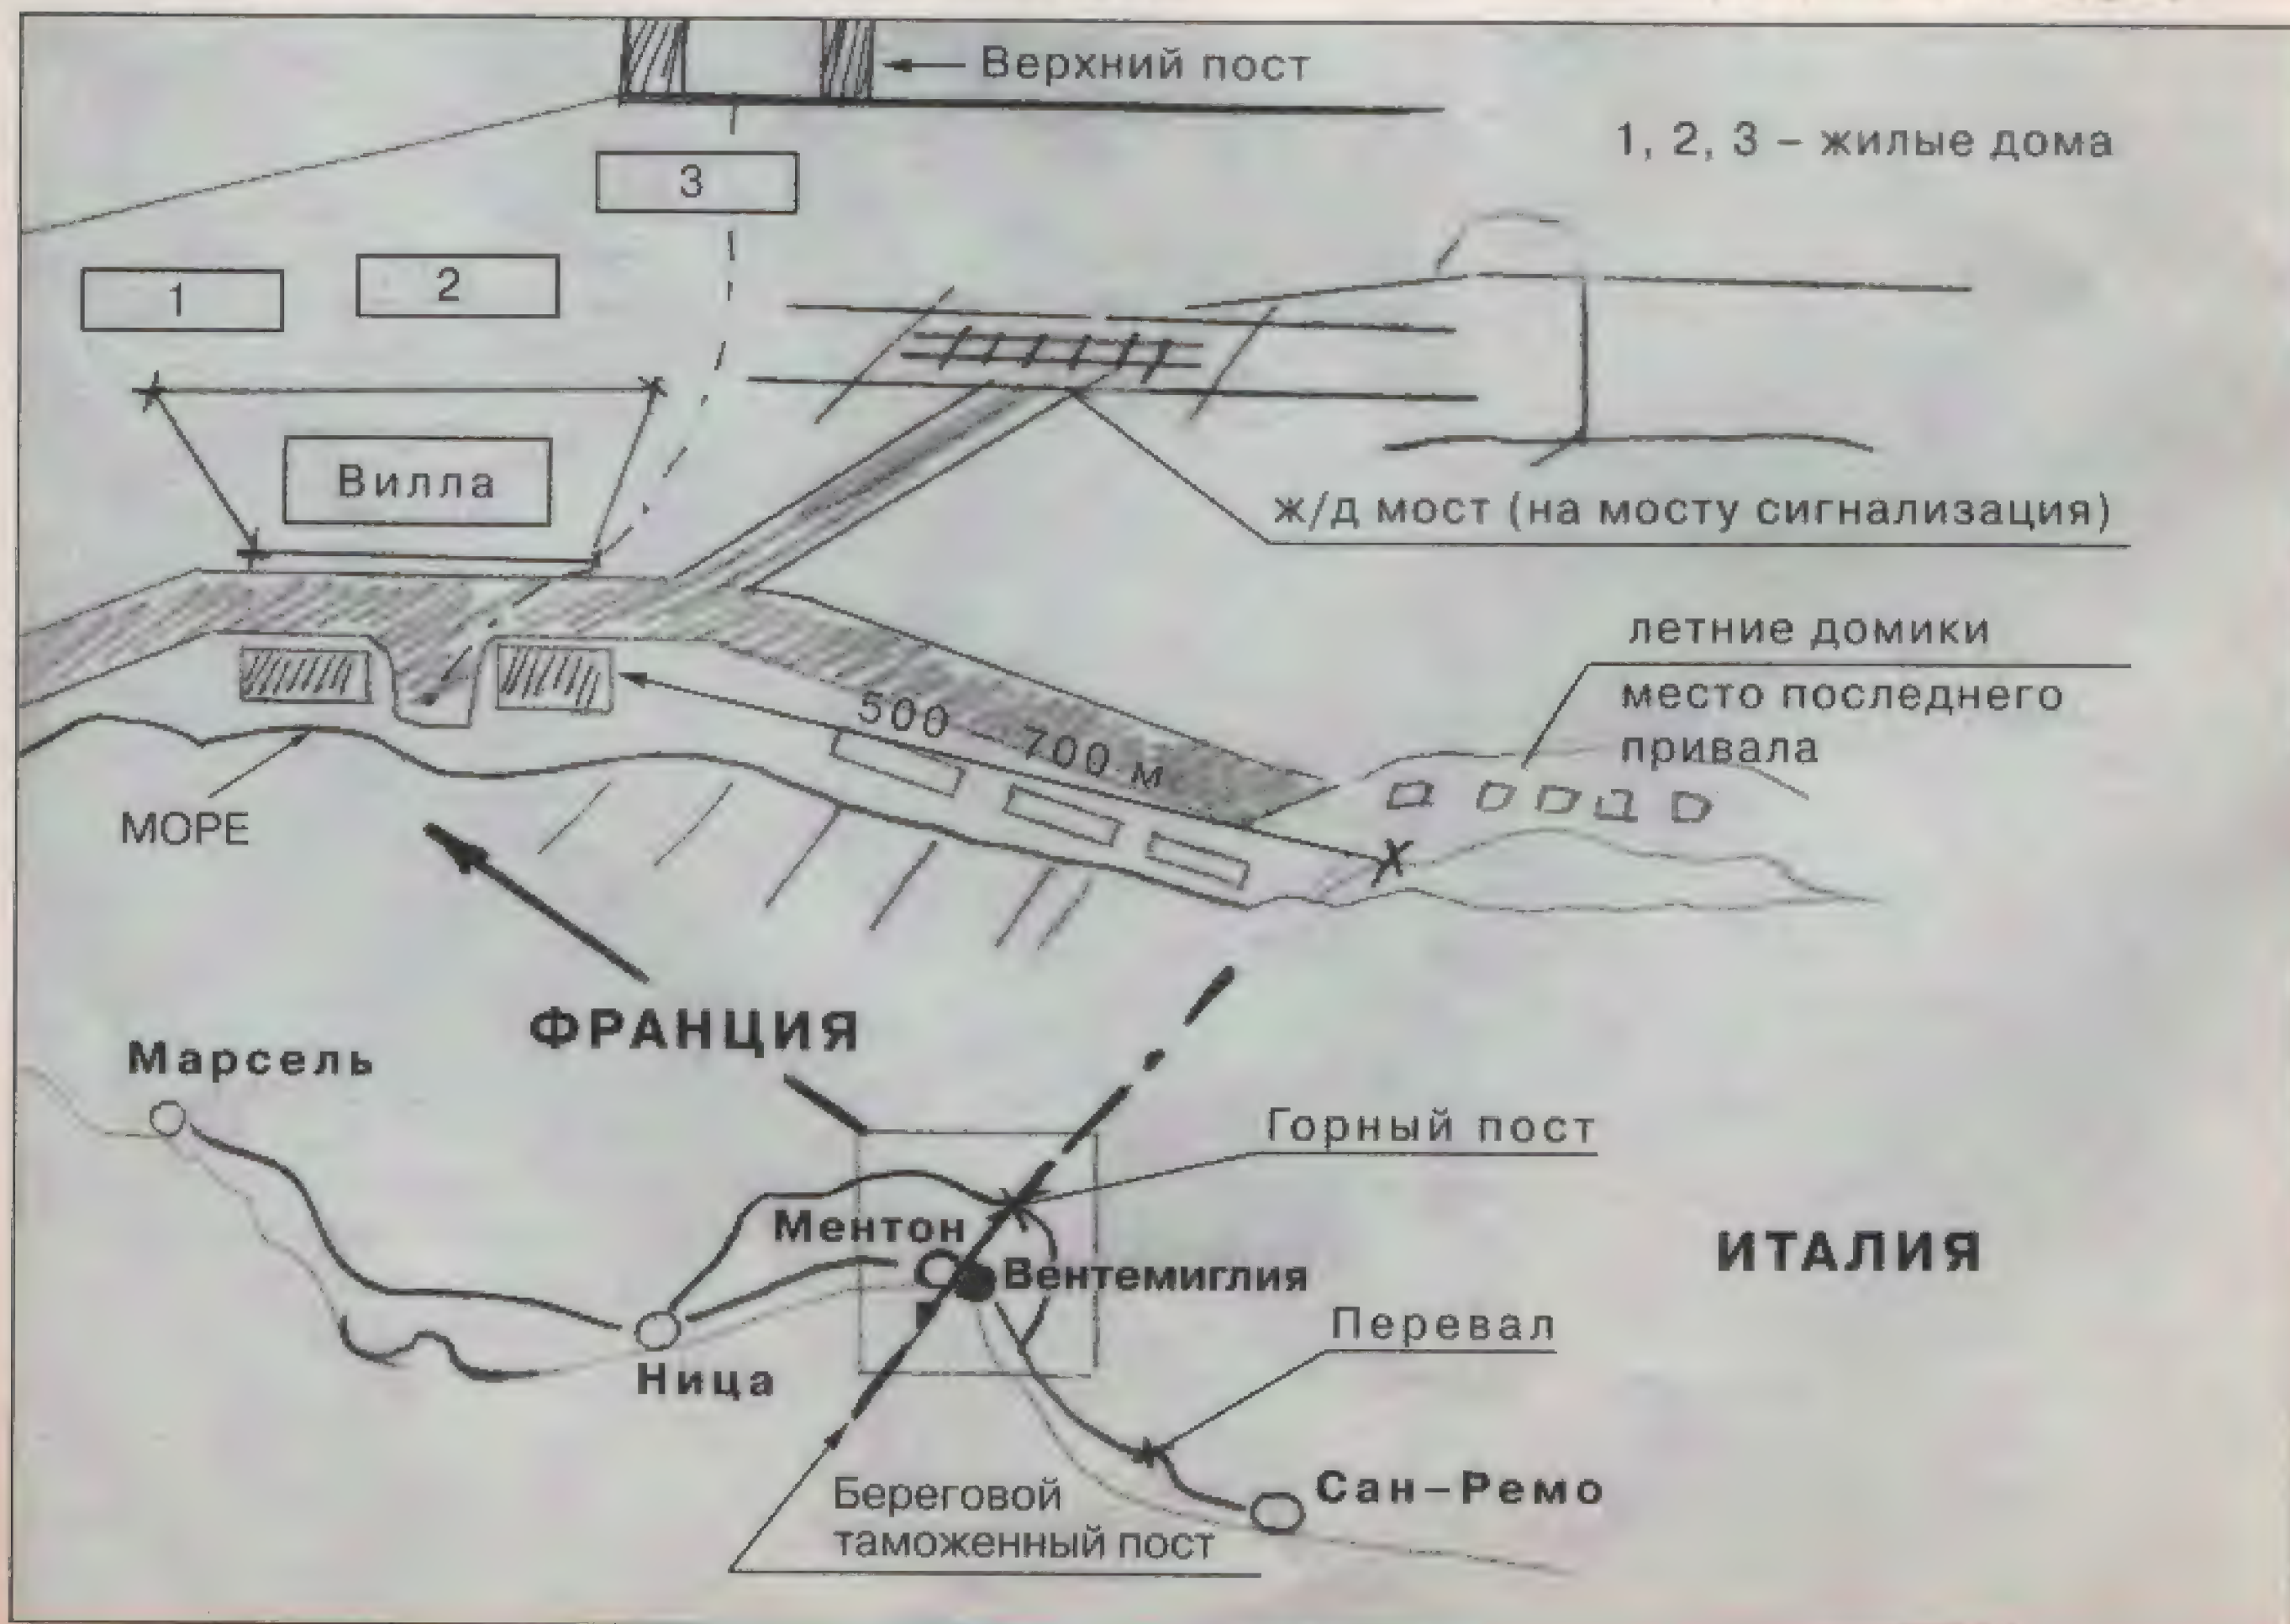 Верхний пост
1, 2, 3 – жилые дома
3
1
2
Вилла
ж/д мост (на мосту сигнализация)
летние домики
место последнего
привала
500 – 700 м
МОРЕ
ФРАНЦИЯ
Марсель
Горный пост
Ментон
Вентемиглия
ИТАЛИЯ
Перевал
Ница
Сан–Ремо
Береговой
таможенный пост